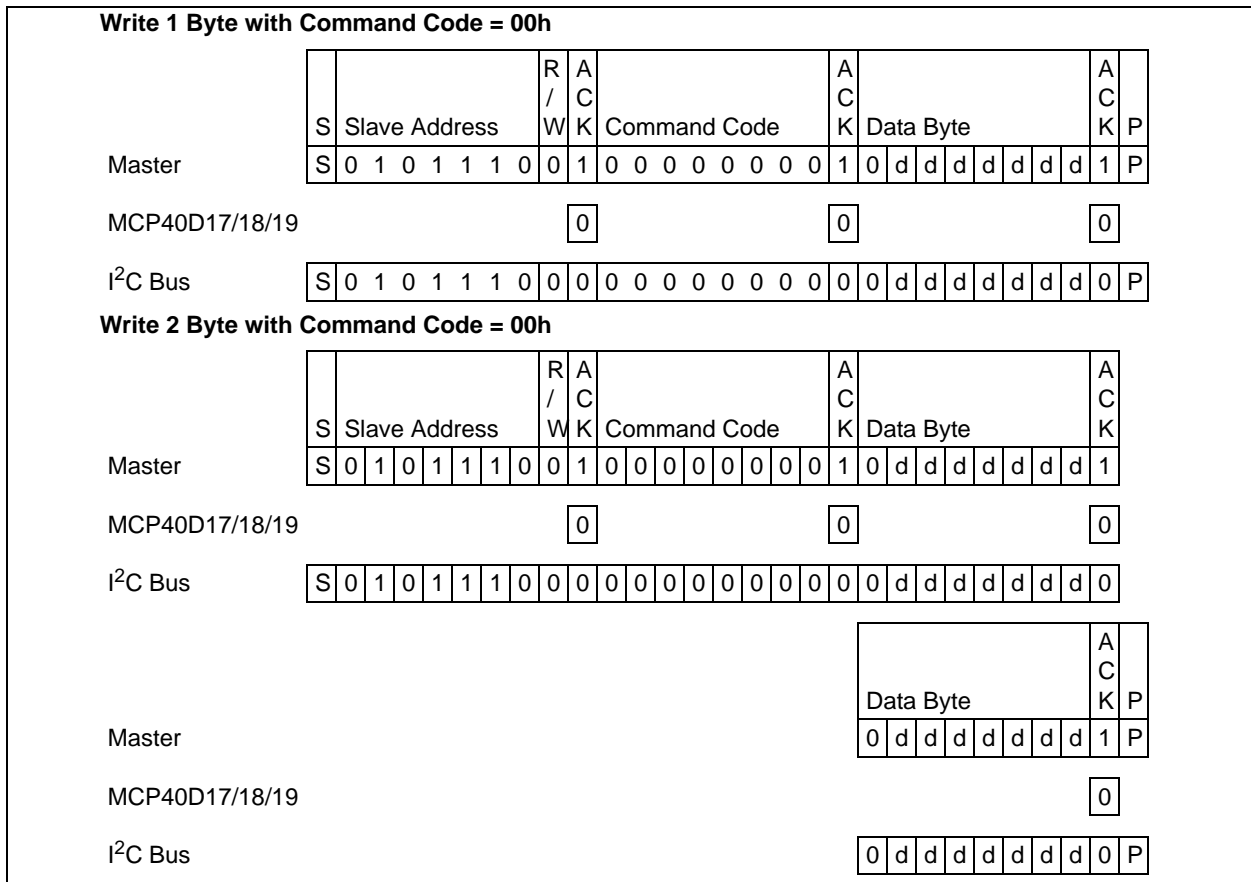 Write 1 Byte with Command Code = 00h
S Slave Address R/W ACK Command Code ACK Data Byte ACK P
Master S 0 1 0 1 1 1 0 0 1 0 0 0 0 0 0 0 0 1 0 d d d d d d d 1 P
MCP40D17/18/19 0 0 0
I2C Bus S 0 1 0 1 1 1 0 0 0 0 0 0 0 0 0 0 0 0 0 d d d d d d d 0 P
Write 2 Byte with Command Code = 00h
S Slave Address R/W ACK Command Code ACK Data Byte ACK
Master S 0 1 0 1 1 1 0 0 1 0 0 0 0 0 0 0 0 1 0 d d d d d d d 1
MCP40D17/18/19 0 0 0
I2C Bus S 0 1 0 1 1 1 0 0 0 0 0 0 0 0 0 0 0 0 0 d d d d d d d 0
Data Byte ACK P
Master 0 d d d d d d d 1 P
MCP40D17/18/19 0
I2C Bus 0 d d d d d d d 0 P